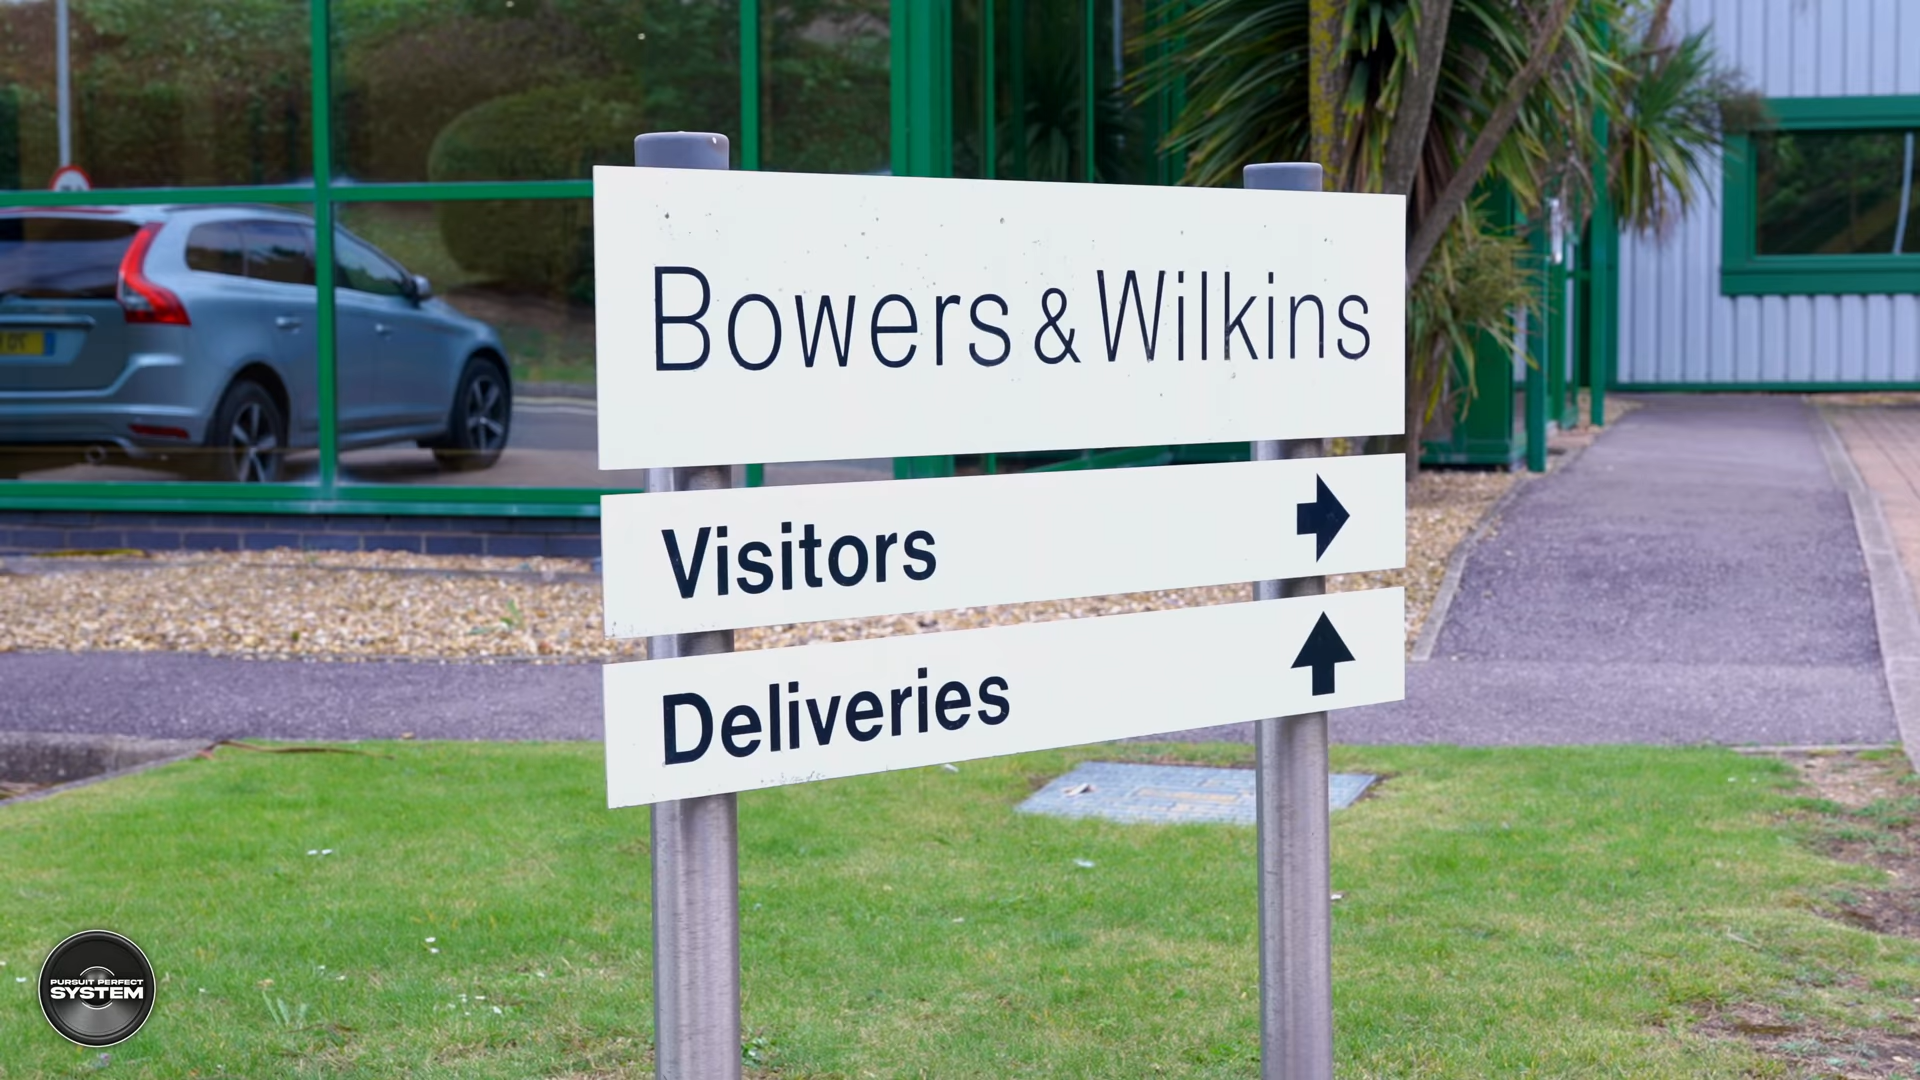 Bowers & Wilkins
Visitors
Deliveries
PURSUIT PERFECT
SYSTEM